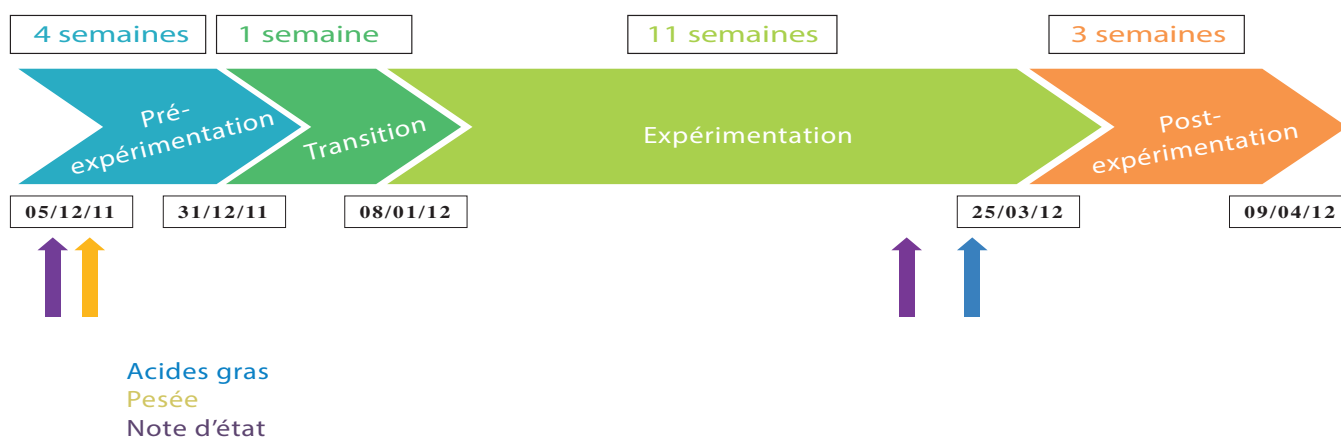 4 semaines
1 semaine
11 semaines
3 semaines
Pré-
expérimentation
Transition
Expérimentation
Post-
expérimentation
05/12/11
31/12/11
08/01/12
25/03/12
09/04/12
Acides gras
Pesée
Note d'état